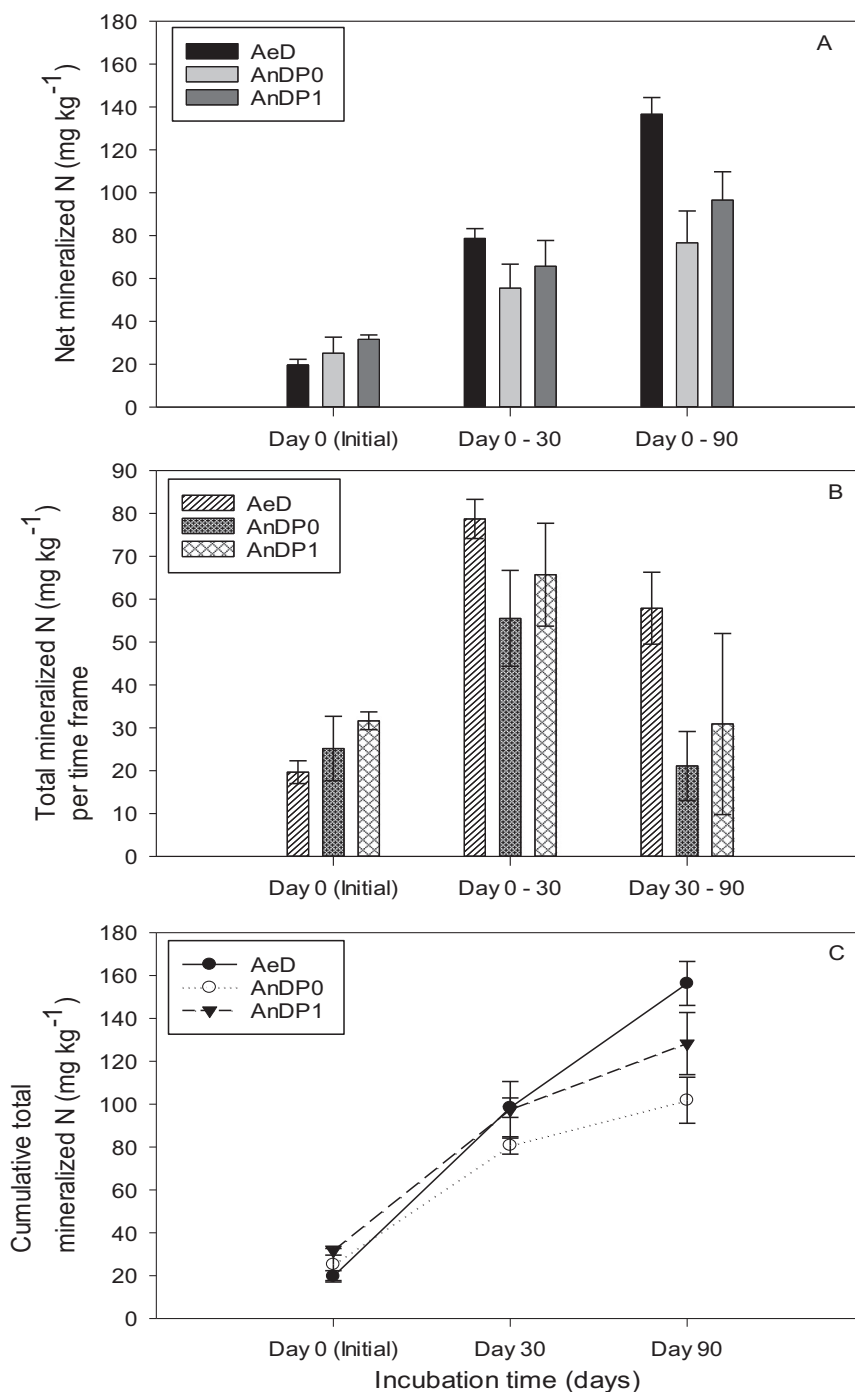 180
160
140
120
100
80
60
40
20
0
Net mineralized N (mg kg-1)
AeD
AnDP0
AnDP1
A
Day 0 (Initial)
Day 0 - 30
Day 0 - 90
90
80
70
60
50
40
30
20
10
0
Total mineralized N (mg kg-1)
per time frame
AeD
AnDP0
AnDP1
B
Day 0 (Initial)
Day 0 - 30
Day 30 - 90
180
160
140
120
100
80
60
40
20
0
Cumulative total
mineralized N (mg kg-1)
AeD
AnDP0
AnDP1
C
Day 0 (Initial)
Day 30
Day 90
Incubation time (days)